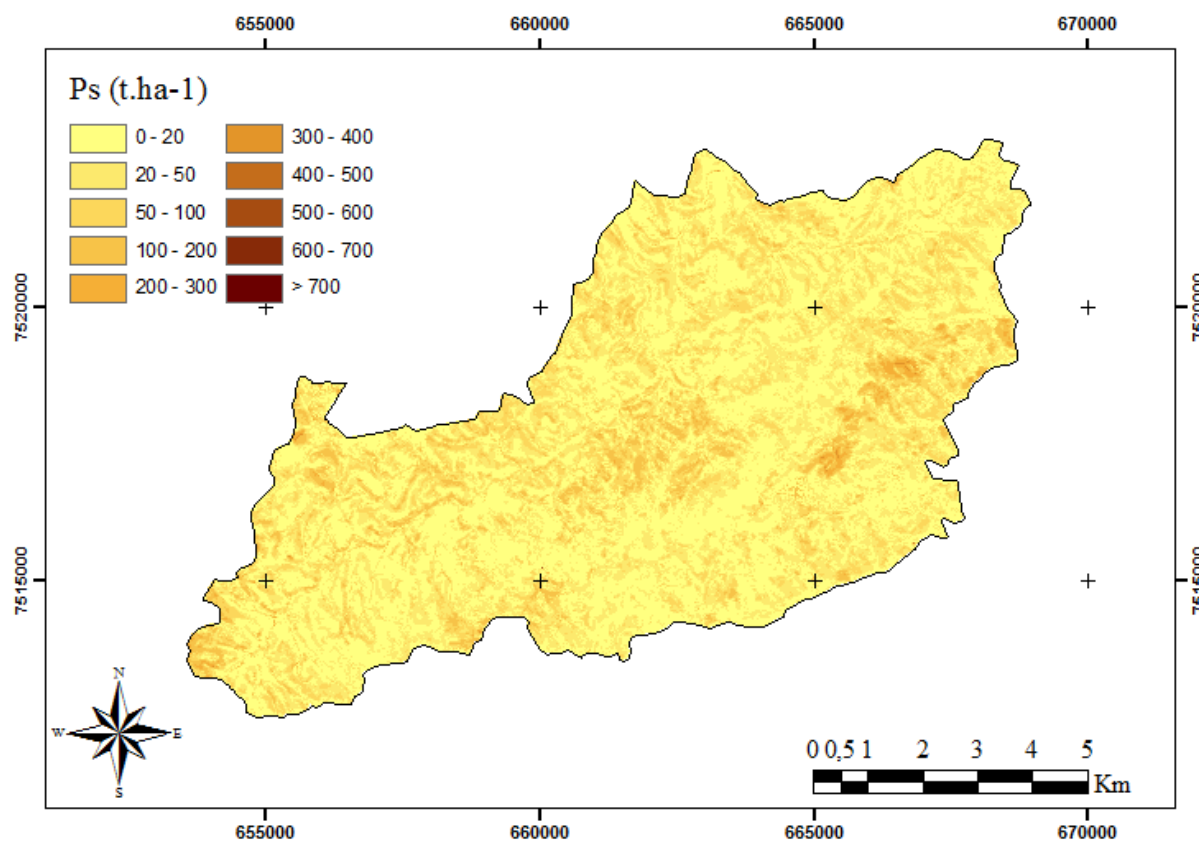 655000 660000 665000 670000
Ps (t.ha-1)
0 - 20 300 - 400
20 - 50 400 - 500
50 - 100 500 - 600
100 - 200 600 - 700
200 - 300 > 700
7520000 7520000
7515000 7515000
N
W E
S
0 0,5 1 2 3 4 5
Km
655000 660000 665000 670000